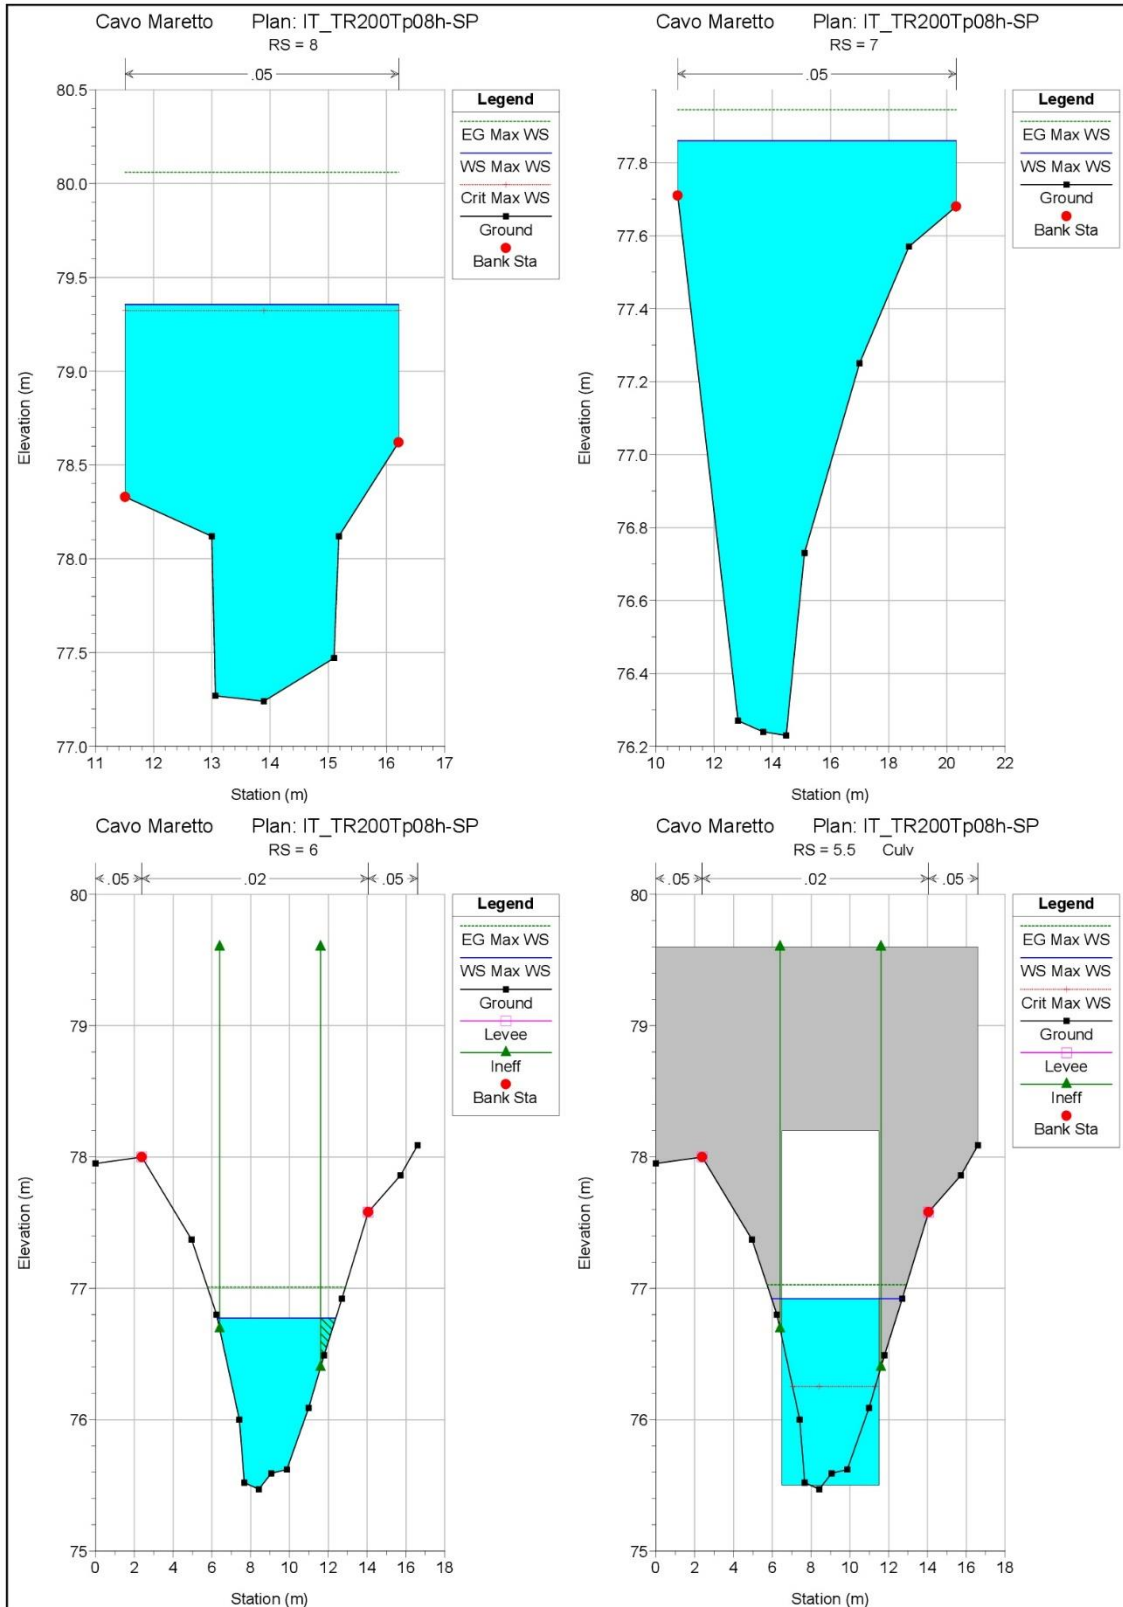 Cavo Maretto Plan: IT_TR200Tp08h-SP
RS = 8
.05
80.5
80.0
79.5
79.0
78.5
78.0
77.5
77.0
Elevation (m)
11 12 13 14 15 16 17
Station (m)
Legend
EG Max WS
WS Max WS
Crit Max WS
Ground
Bank Sta
Cavo Maretto Plan: IT_TR200Tp08h-SP
RS = 7
.05
77.8
77.6
77.4
77.2
77.0
76.8
76.6
76.4
76.2
Elevation (m)
10 12 14 16 18 20 22
Station (m)
Legend
EG Max WS
WS Max WS
Ground
Bank Sta
Cavo Maretto Plan: IT_TR200Tp08h-SP
RS = 6
.05 .02 .05
80
79
78
77
76
75
Elevation (m)
0 2 4 6 8 10 12 14 16 18
Station (m)
Legend
EG Max WS
WS Max WS
Ground
Levee
Ineff
Bank Sta
Cavo Maretto Plan: IT_TR200Tp08h-SP
RS = 5.5 Culv
.05 .02 .05
80
79
78
77
76
75
Elevation (m)
0 2 4 6 8 10 12 14 16 18
Station (m)
Legend
EG Max WS
WS Max WS
Crit Max WS
Ground
Levee
Ineff
Bank Sta